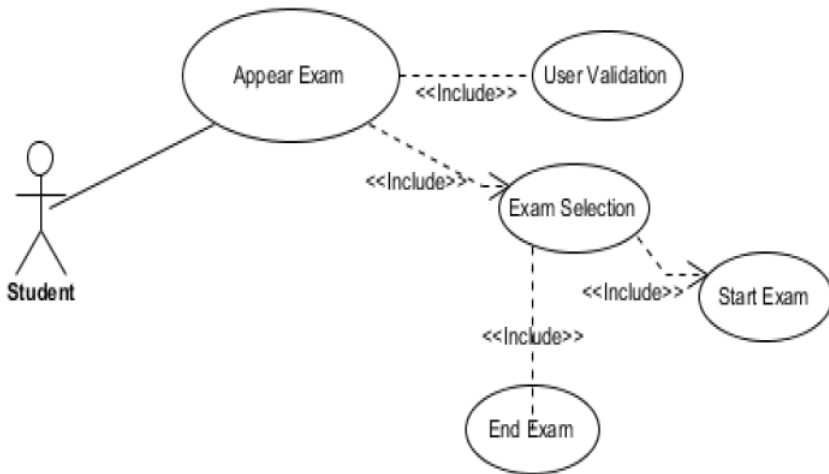 Appear Exam
User Validation
<<Include>>
<<Include>>
Exam Selection
Student
<<Include>>
Start Exam
<<Include>>
End Exam